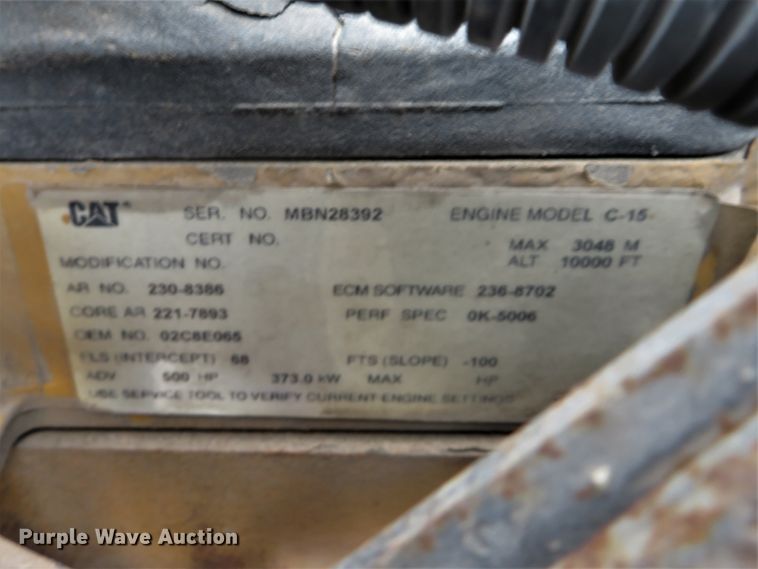 CAT® SER. NO. MBN28392 ENGINE MODEL C-15
CERT NO. MAX 3048 M
MODIFICATION NO. ALT 10000 FT
AR NO. 230-8386 ECM SOFTWARE 236-8702
CORE AR 221-7893 PERF SPEC 0K-5006
OEM NO. 02C8E065
FLS (INTERCEPT) 68 FTS (SLOPE) -100
ADV 500 HP 373.0 kW MAX HP
USE SERVICE TOOL TO VERIFY CURRENT ENGINE SETTINGS
Purple Wave Auction